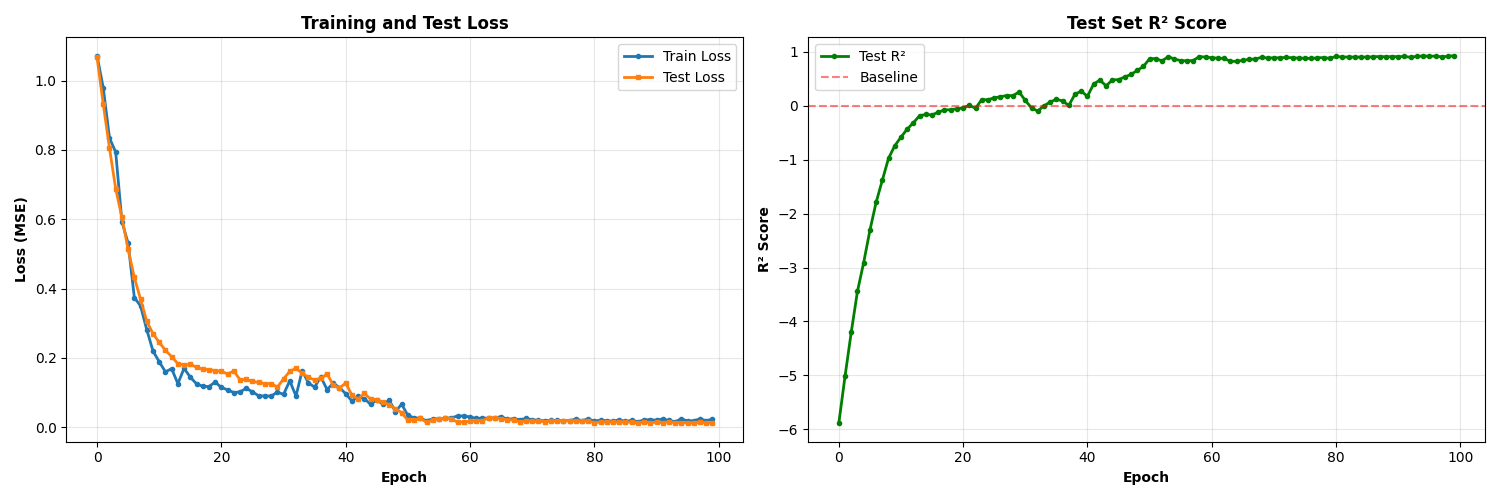 Training and Test Loss
Train Loss
Test Loss
1.0
0.8
0.6
0.4
0.2
0.0
Loss (MSE)
0 20 40 60 80 100
Epoch
Test Set R² Score
Test R²
Baseline
1
0
−1
−2
−3
−4
−5
−6
R² Score
0 20 40 60 80 100
Epoch